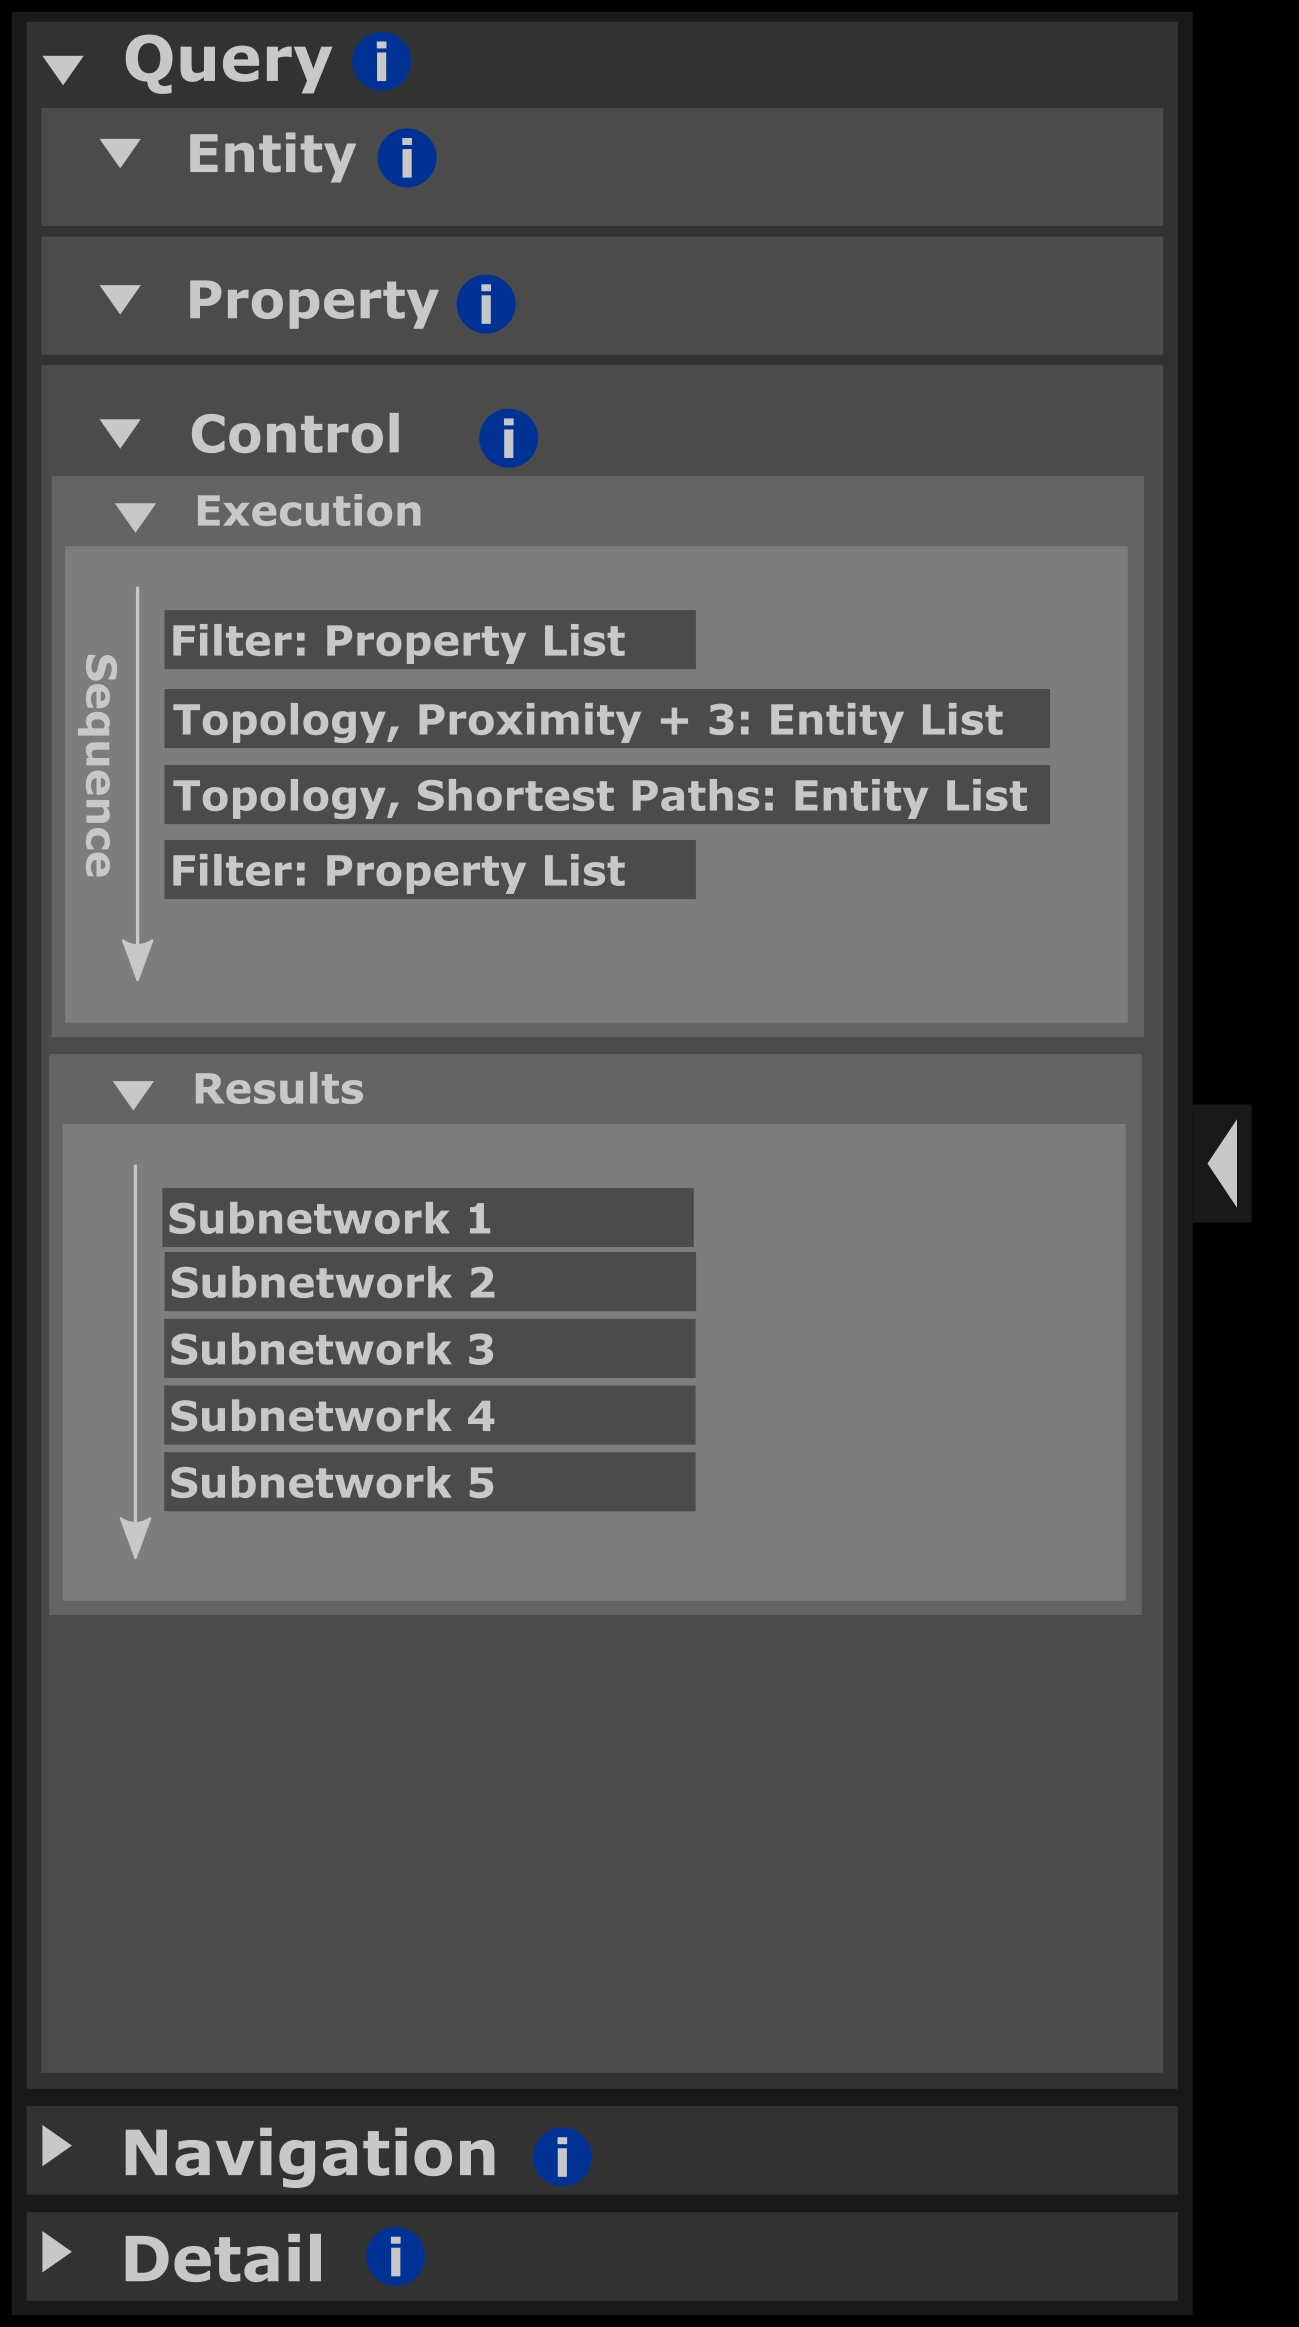 Query i
Entity i
Property i
Control i
Execution
Sequence
Filter: Property List
Topology, Proximity + 3: Entity List
Topology, Shortest Paths: Entity List
Filter: Property List
Results
Subnetwork 1
Subnetwork 2
Subnetwork 3
Subnetwork 4
Subnetwork 5
Navigation i
Detail i